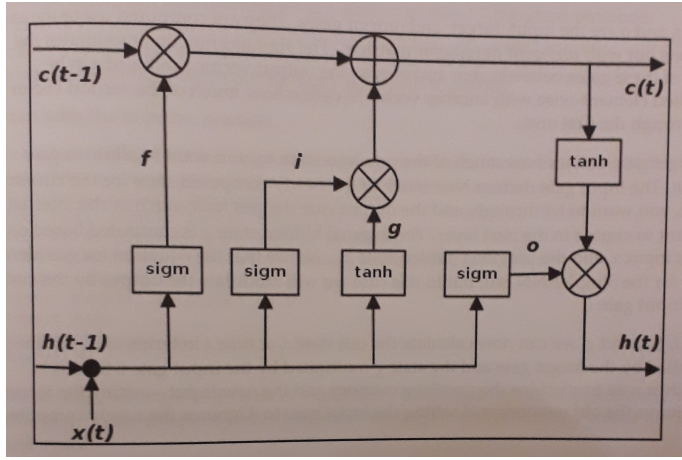 c(t-1)
c(t)
tanh
f
i
g
o
sigm
sigm
tanh
sigm
h(t-1)
h(t)
x(t)